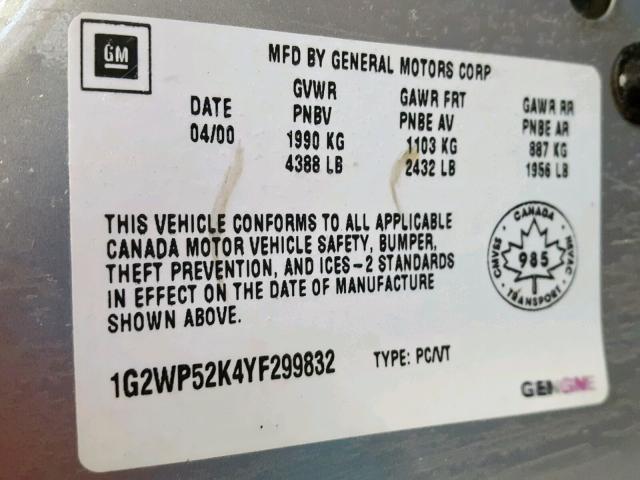 GM
MFD BY GENERAL MOTORS CORP
DATE
04/00
GVWR
PNBV
1990 KG
4388 LB
GAWR FRT
PNBE AV
1103 KG
2432 LB
GAWR RR
PNBE AR
887 KG
1956 LB
THIS VEHICLE CONFORMS TO ALL APPLICABLE
CANADA MOTOR VEHICLE SAFETY, BUMPER,
THEFT PREVENTION, AND ICES-2 STANDARDS
IN EFFECT ON THE DATE OF MANUFACTURE
SHOWN ABOVE.
CANADA
CMVSS
985
NSVAC
TRANSPORT
1G2WP52K4YF299832
TYPE: PC/VT